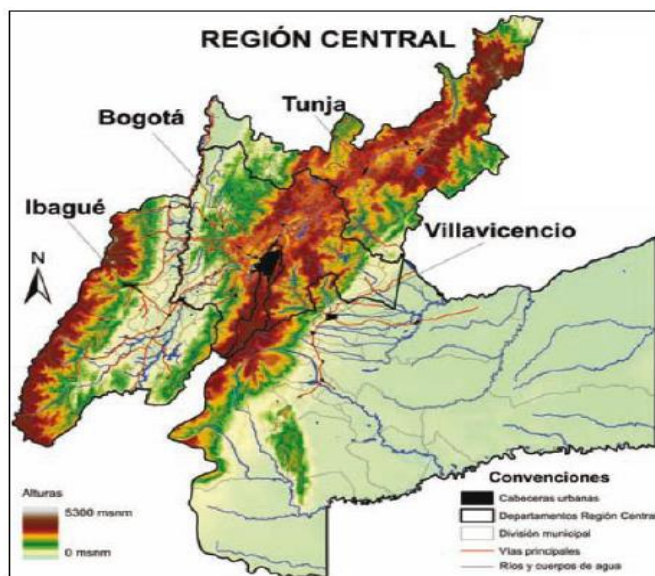 REGIÓN CENTRAL
Tunja
Bogotá
Ibagué
Villavicencio
N
Alturas
5300 msnm
0 msnm
Convenciones
Cabeceras urbanas
Departamentos Región Central
División municipal
Vías principales
Ríos y cuerpos de agua